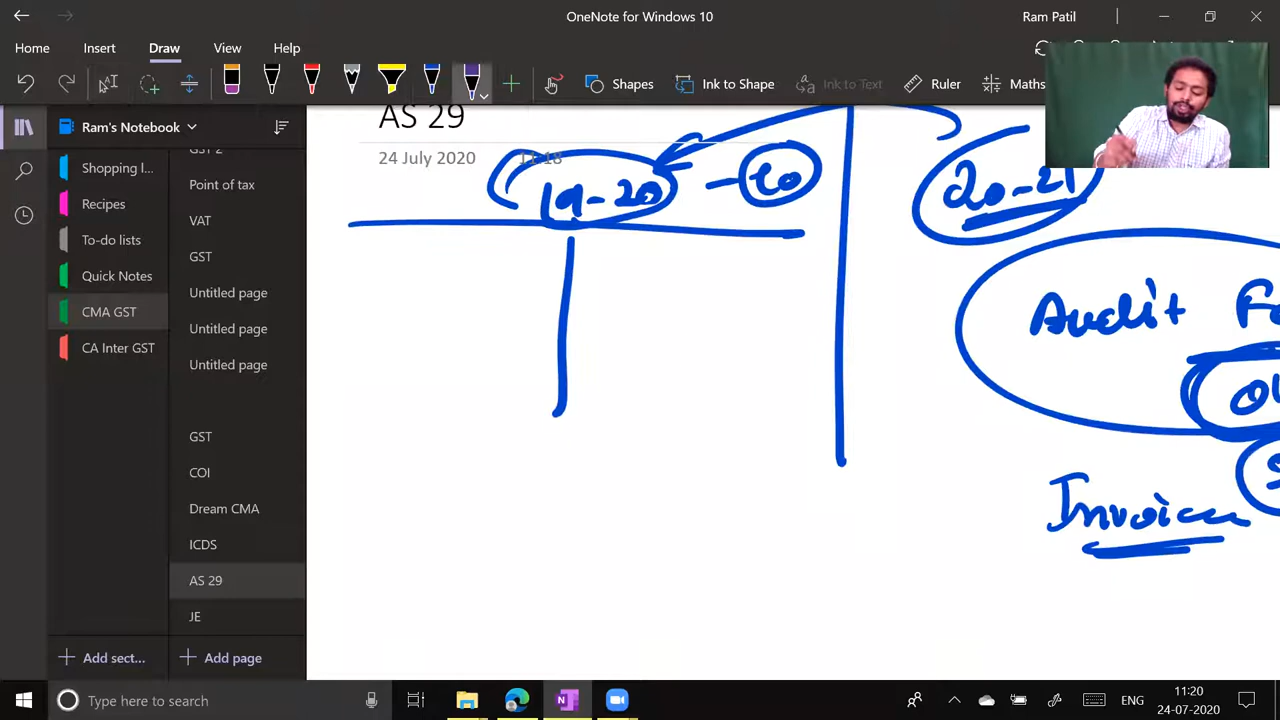 OneNote for Windows 10
Ram Patil
Home Insert Draw View Help
Shapes Ink to Shape Ink to Text Ruler Maths
Ram's Notebook
Shopping l...
Recipes
To-do lists
Quick Notes
CMA GST
CA Inter GST
Add sect...
GST 2
Point of tax
VAT
GST
Untitled page
Untitled page
Untitled page
GST
COI
Dream CMA
ICDS
AS 29
JE
Add page
AS 29
24 July 2020 11:18
19-20
20-21
Audit
Invoice
Type here to search
ENG
11:20
24-07-2020